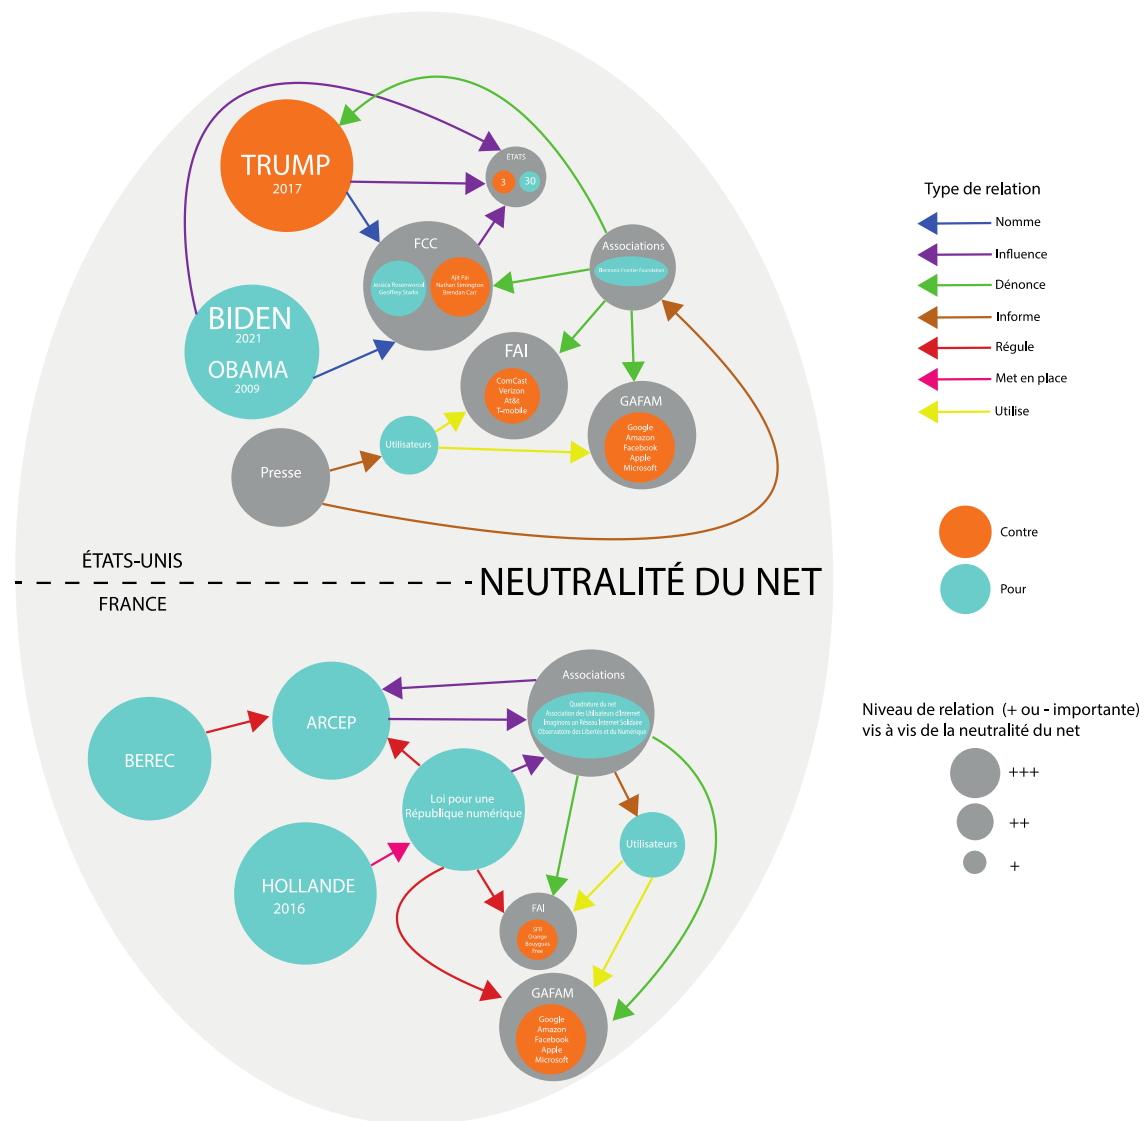 TRUMP
2017
ÉTATS
3
30
FCC
Jessica Rosenworcel
Geoffrey Starks
Ajit Pai
Nathan Simington
Brendan Carr
Associations
Electronic Frontier Foundation
BIDEN
2021
OBAMA
2009
FAI
ComCast
Verizon
At&t
T-mobile
GAFAM
Google
Amazon
Facebook
Apple
Microsoft
Utilisateurs
Presse
ÉTATS-UNIS
FRANCE
NEUTRALITÉ DU NET
Associations
Quadrature du net
Association des Utilisateurs d'Internet
Imaginons un Réseau Internet Solidaire
Observatoire des Libertés et du Numérique
ARCEP
BEREC
Loi pour une
République numérique
Utilisateurs
HOLLANDE
2016
FAI
SFR
Orange
Bouygues
Free
GAFAM
Google
Amazon
Facebook
Apple
Microsoft
Type de relation
Nomme
Influence
Dénonce
Informe
Régule
Met en place
Utilise
Contre
Pour
Niveau de relation (+ ou - importante)
vis à vis de la neutralité du net
+++
++
+